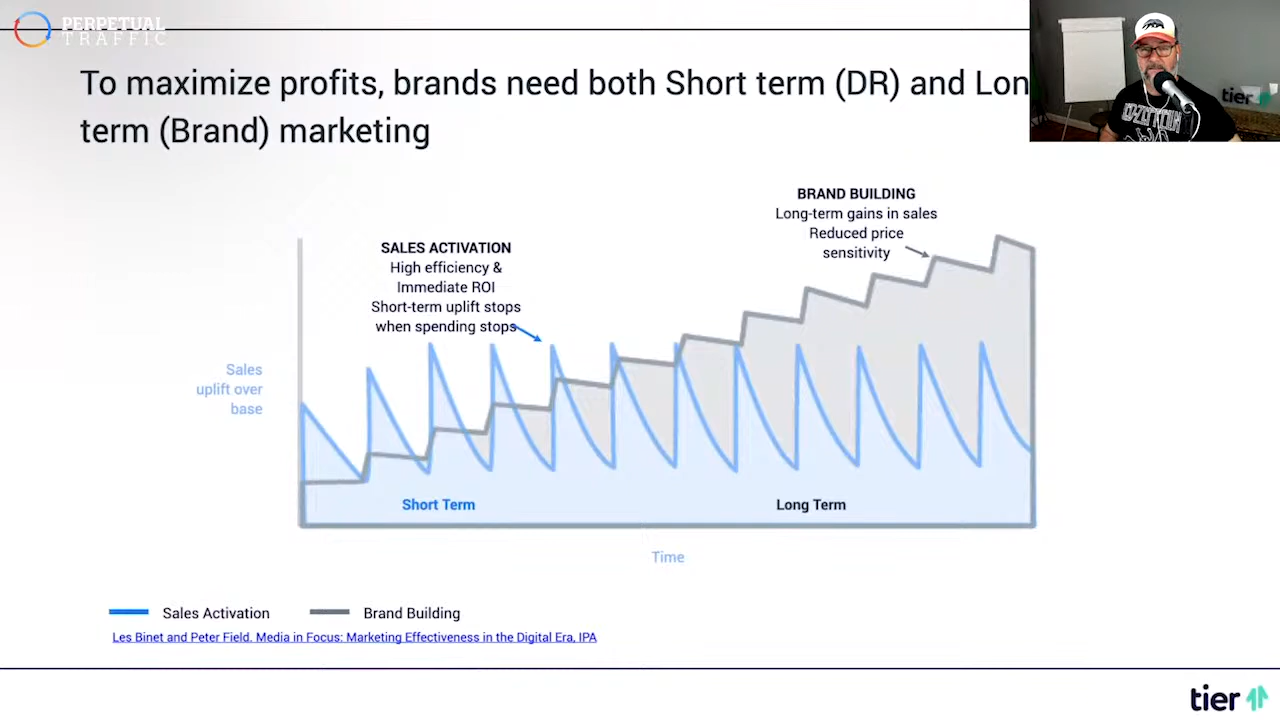 PERPETUAL
TRAFFIC
To maximize profits, brands need both Short term (DR) and Lon
term (Brand) marketing
tier
LED-ZEPPELIN
BRAND BUILDING
Long-term gains in sales
Reduced price
sensitivity
SALES ACTIVATION
High efficiency &
Immediate ROI
Short-term uplift stops
when spending stops
Sales
uplift over
base
Short Term
Long Term
Time
Sales Activation
Brand Building
Les Binet and Peter Field. Media in Focus: Marketing Effectiveness in the Digital Era, IPA
tier